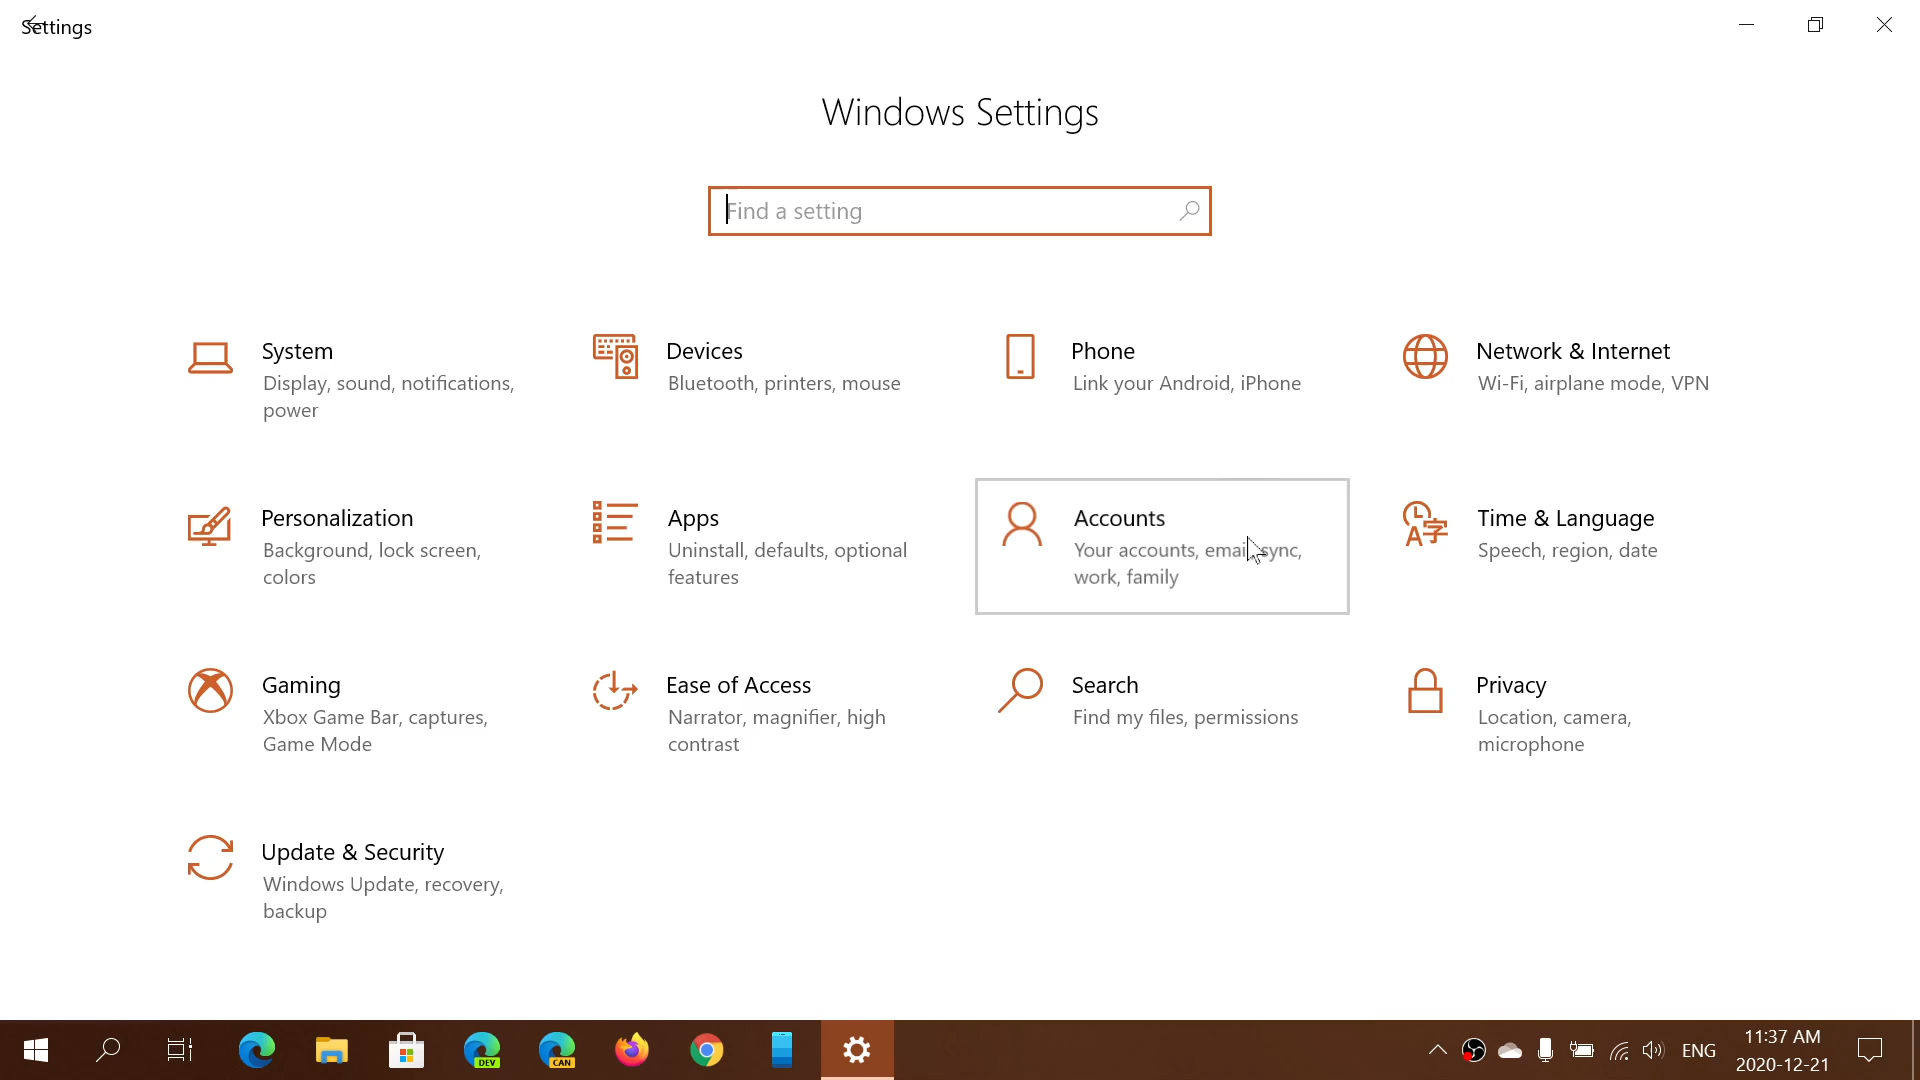 Settings
Windows Settings
Find a setting
System
Display, sound, notifications,
power
Devices
Bluetooth, printers, mouse
Phone
Link your Android, iPhone
Network & Internet
Wi-Fi, airplane mode, VPN
Personalization
Background, lock screen,
colors
Apps
Uninstall, defaults, optional
features
Accounts
Your accounts, email, sync,
work, family
Time & Language
Speech, region, date
Gaming
Xbox Game Bar, captures,
Game Mode
Ease of Access
Narrator, magnifier, high
contrast
Search
Find my files, permissions
Privacy
Location, camera,
microphone
Update & Security
Windows Update, recovery,
backup
DEV
CAN
ENG
11:37 AM
2020-12-21